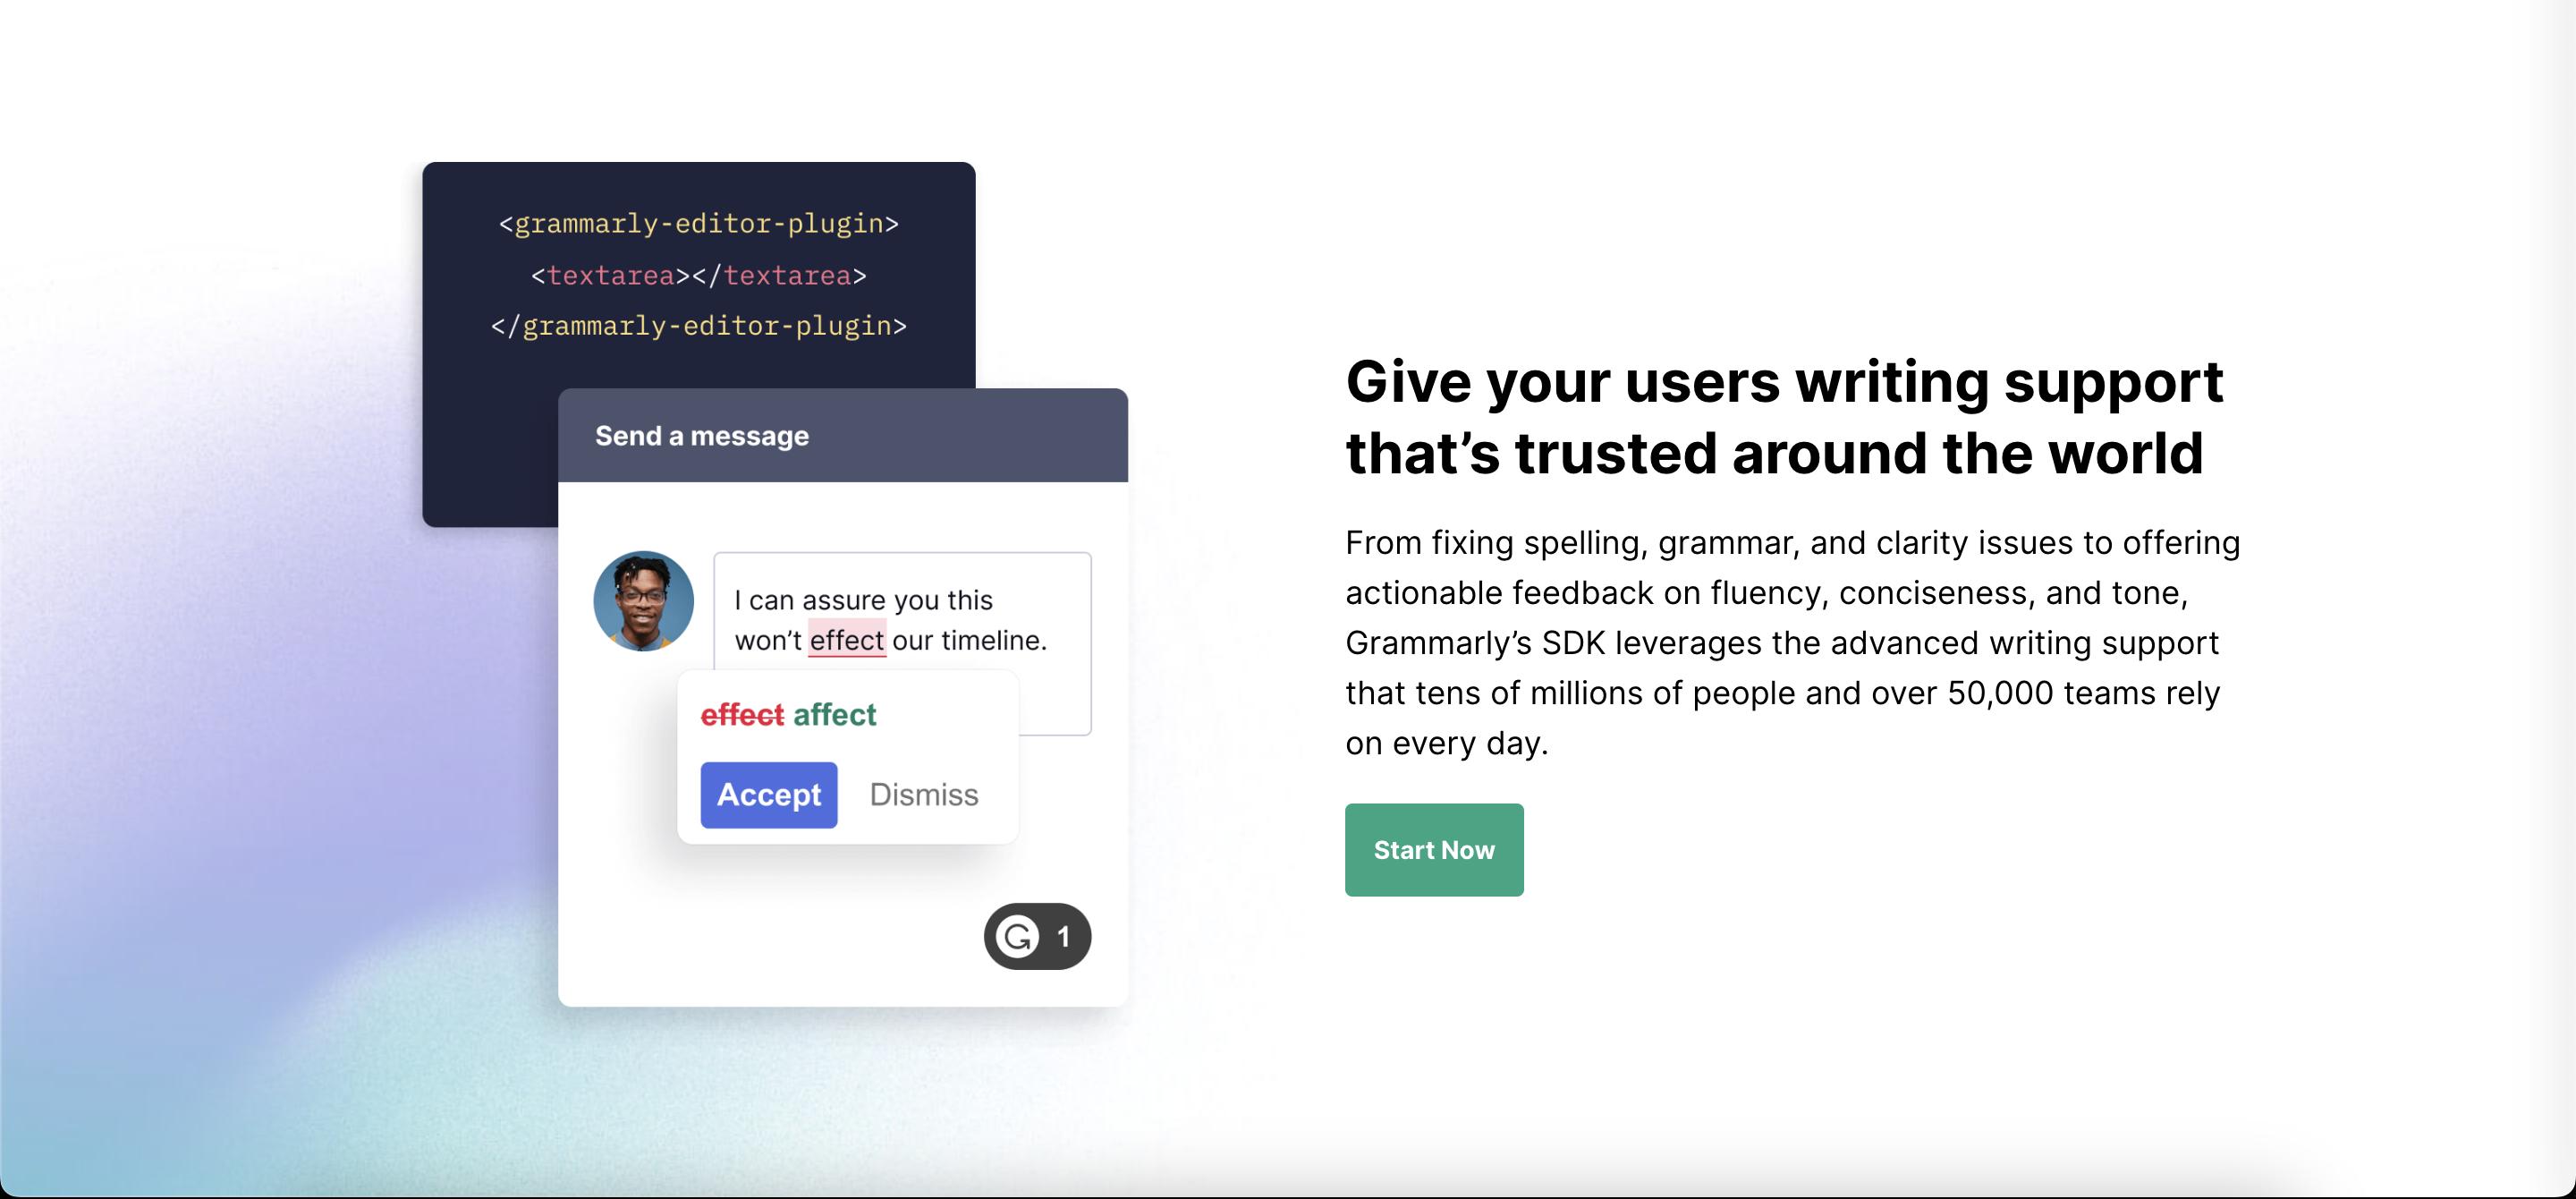 <grammarly-editor-plugin>
<textarea></textarea>
</grammarly-editor-plugin>
Send a message
I can assure you this
won’t effect our timeline.
effect affect
Accept Dismiss
G 1
Give your users writing support
that’s trusted around the world
From fixing spelling, grammar, and clarity issues to offering
actionable feedback on fluency, conciseness, and tone,
Grammarly’s SDK leverages the advanced writing support
that tens of millions of people and over 50,000 teams rely
on every day.
Start Now